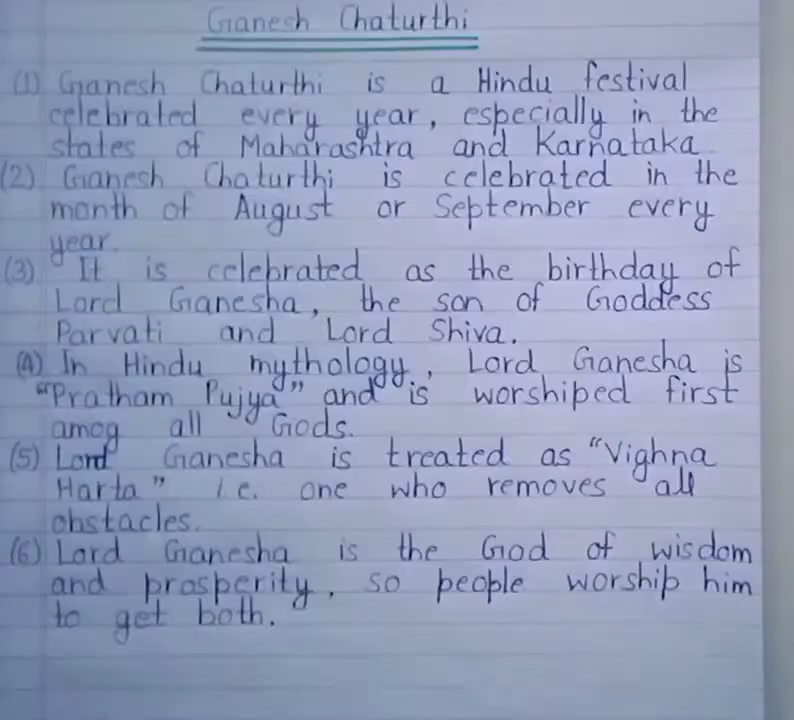 Ganesh Chaturthi
(1) Ganesh Chaturthi is a Hindu festival
celebrated every year, especially in the
states of Maharashtra and Karnataka.
(2) Ganesh Chaturthi is celebrated in the
month of August or September every
year.
(3) It is celebrated as the birthday of
Lord Ganesha, the son of Goddess
Parvati and Lord Shiva.
(4) In Hindu mythology, Lord Ganesha is
"Pratham Pujya" and is worshiped first
amog all Gods.
(5) Lord Ganesha is treated as "Vighna
Harta" i.e. one who removes all
obstacles.
(6) Lord Ganesha is the God of wisdom
and prosperity, so people worship him
to get both.